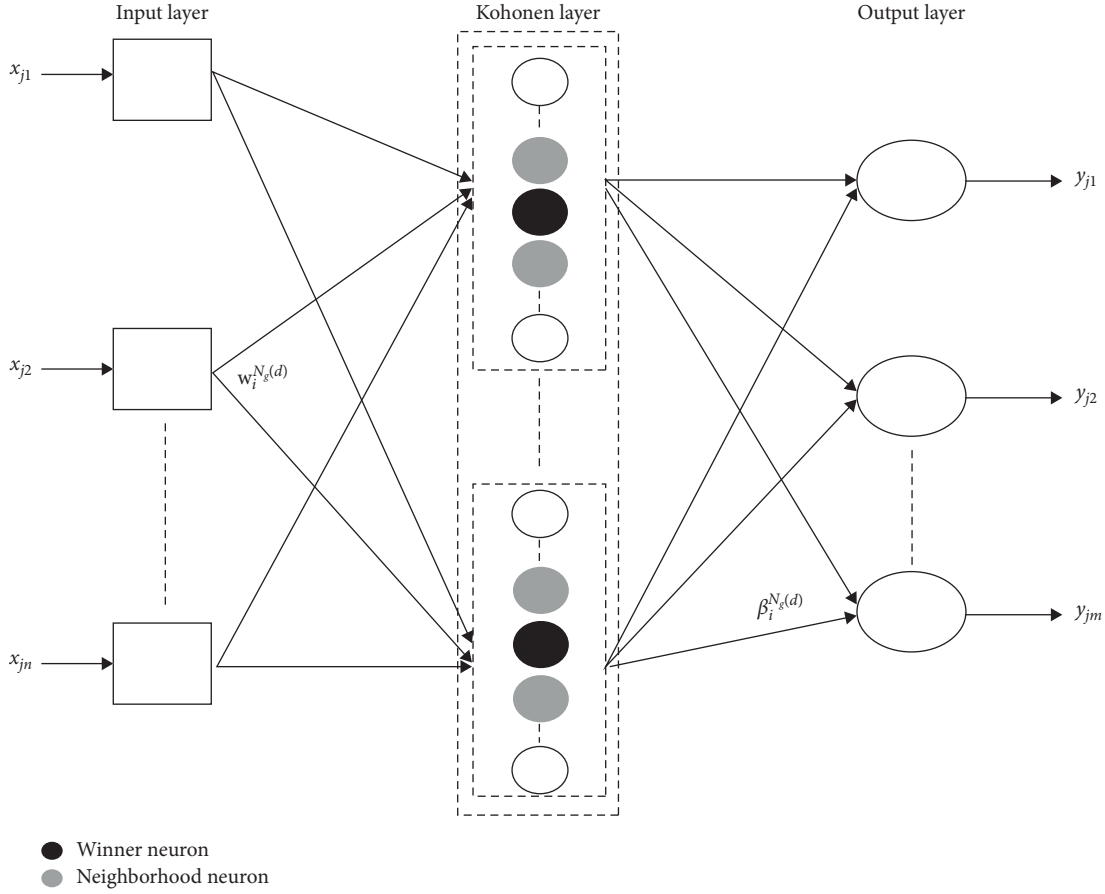 Input layer
Kohonen layer
Output layer
x_{j1}
y_{j1}
x_{j2}
w_i^{N_g(d)}
y_{j2}
β_i^{N_g(d)}
y_{jm}
x_{jn}
Winner neuron
Neighborhood neuron